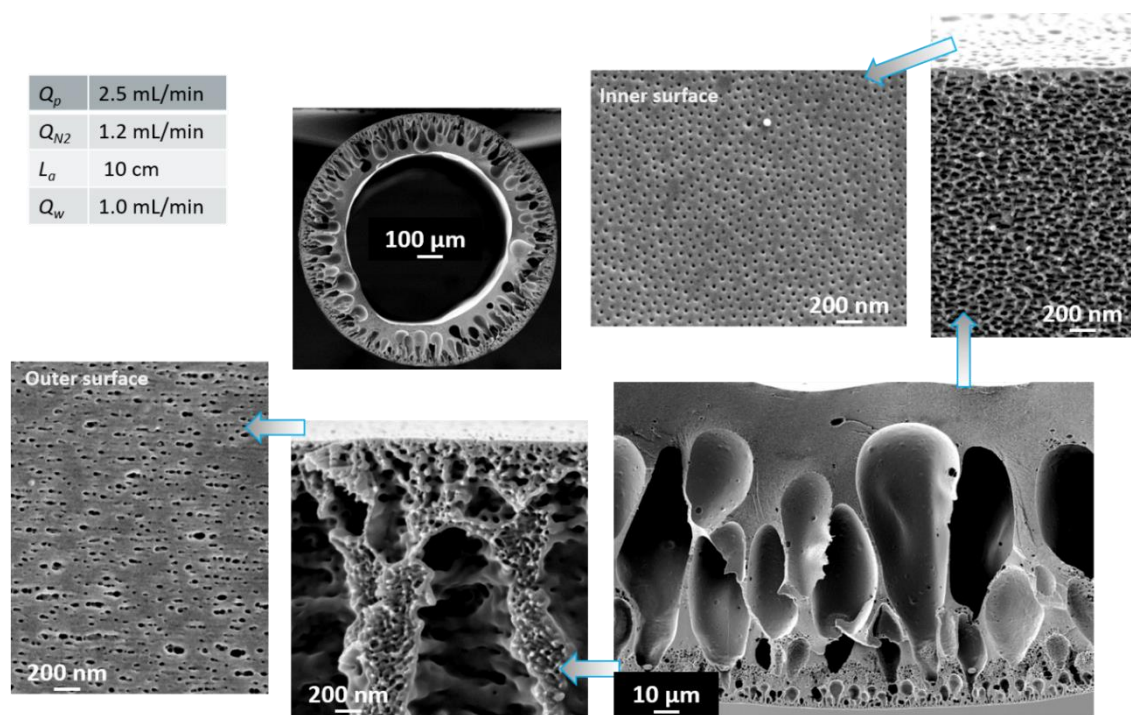 Qp 2.5 mL/min
QN2 1.2 mL/min
La 10 cm
Qw 1.0 mL/min
100 µm
Inner surface
200 nm
200 nm
Outer surface
200 nm
200 nm
10 µm